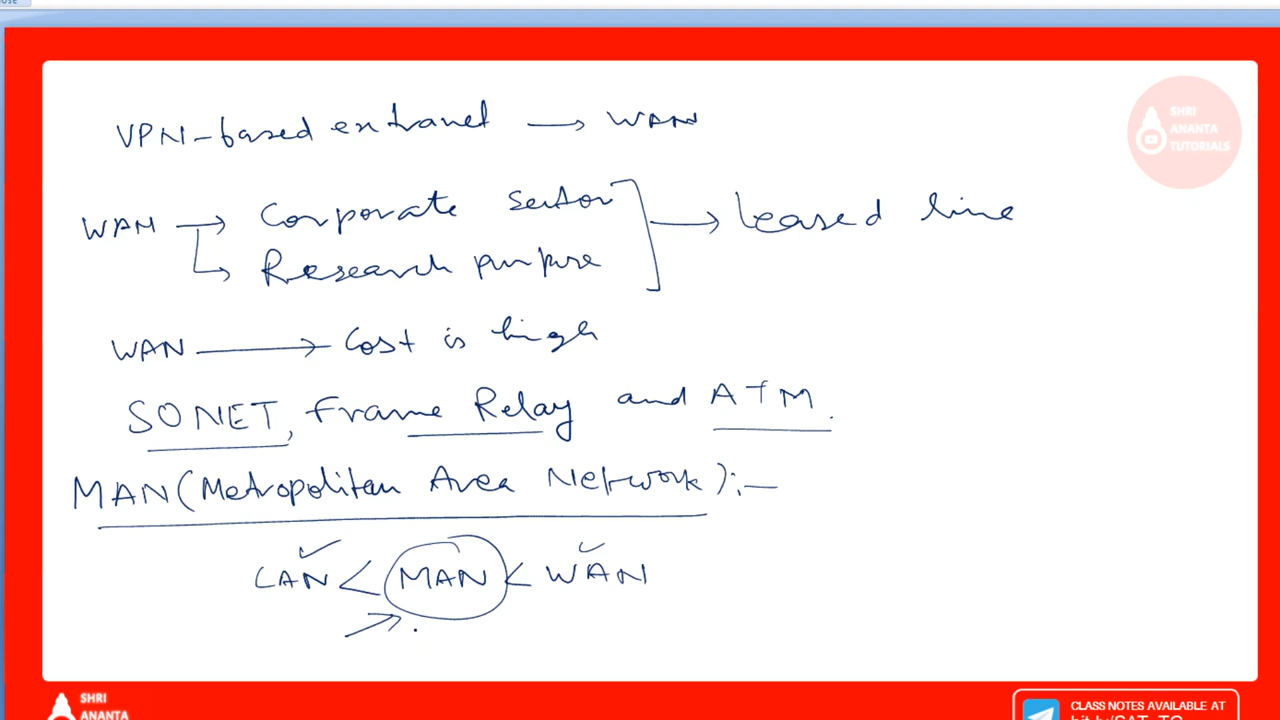 SHRI
ANANTA
TUTORIALS
VPN-based extranet → WAN
WAN → Corporate sector
→ Research purpose
→ Leased line
WAN → Cost is high
SONET, Frame Relay and ATM.
MAN (Metropolitan Area Network):-
LAN < MAN < WAN
SHRI
ANANTA
CLASS NOTES AVAILABLE AT